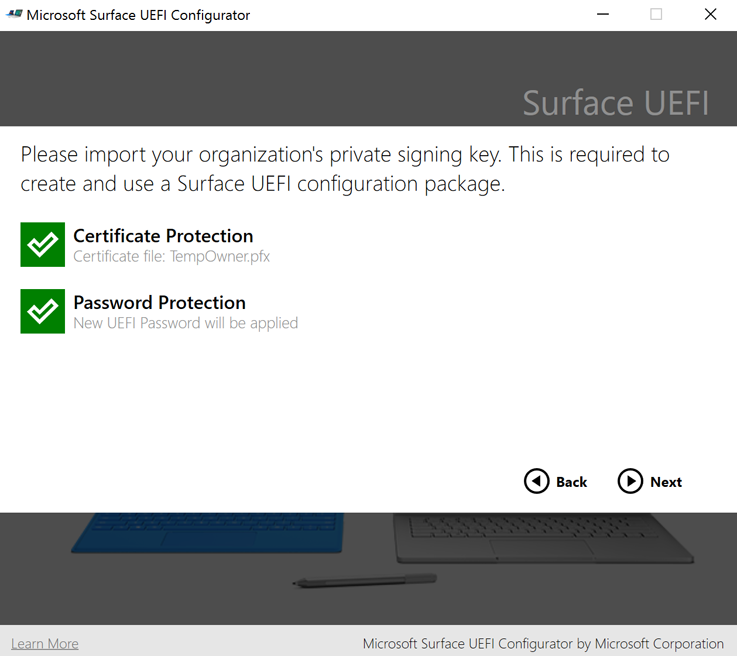 Microsoft Surface UEFI Configurator
Surface UEFI
Please import your organization's private signing key. This is required to
create and use a Surface UEFI configuration package.
Certificate Protection
Certificate file: TempOwner.pfx
Password Protection
New UEFI Password will be applied
Back
Next
Learn More
Microsoft Surface UEFI Configurator by Microsoft Corporation